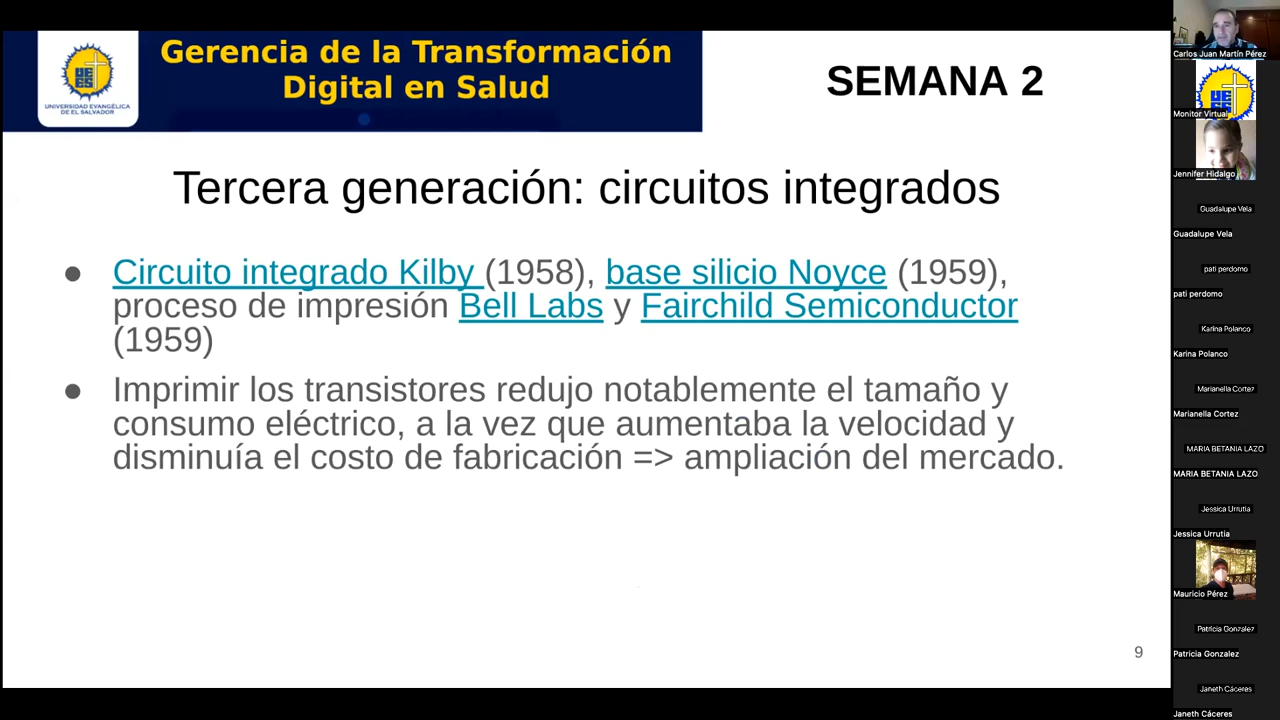 Gerencia de la Transformación
Digital en Salud
UNIVERSIDAD EVANGÉLICA
DE EL SALVADOR
SEMANA 2
Tercera generación: circuitos integrados
● Circuito integrado Kilby (1958), base silicio Noyce (1959),
proceso de impresión Bell Labs y Fairchild Semiconductor
(1959)
● Imprimir los transistores redujo notablemente el tamaño y
consumo eléctrico, a la vez que aumentaba la velocidad y
disminuía el costo de fabricación => ampliación del mercado.
9
Carlos Juan Martín Pérez
Monitor Virtual
Jennifer Hidalgo
Guadalupe Vela
Guadalupe Vela
pati perdomo
pati perdomo
Karina Polanco
Karina Polanco
Marianella Cortez
Marianella Cortez
MARIA BETANIA LAZO
MARIA BETANIA LAZO
Jessica Urrutia
Jessica Urrutia
Mauricio Pérez
Patricia Gonzalez
Patricia Gonzalez
Janeth Cáceres
Janeth Cáceres